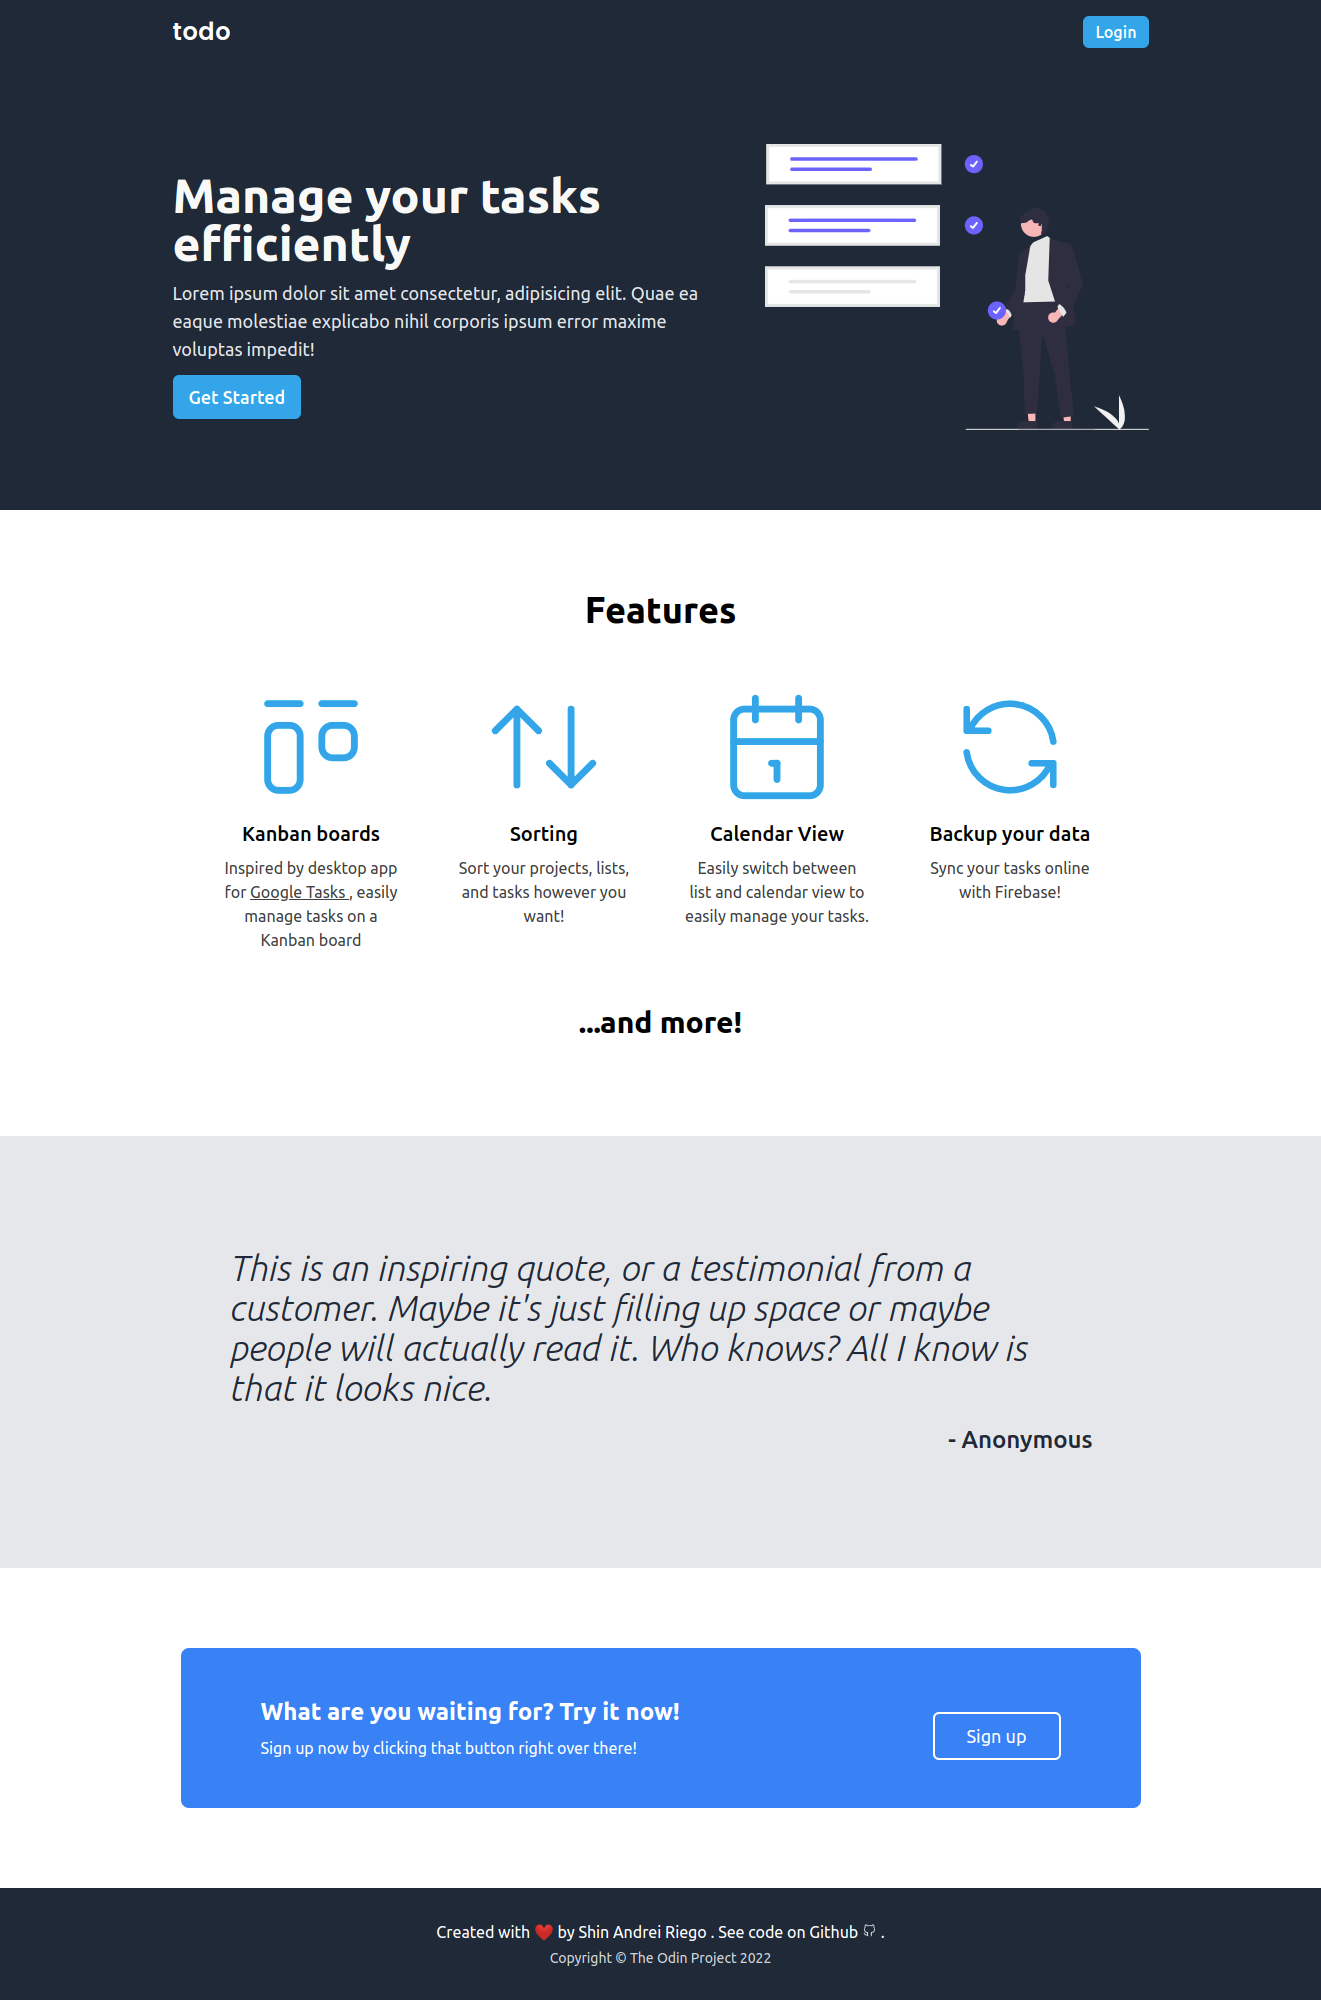 todo
Login
Manage your tasks
efficiently
Lorem ipsum dolor sit amet consectetur, adipisicing elit. Quae ea
eaque molestiae explicabo nihil corporis ipsum error maxime
voluptas impedit!
Get Started
Features
Kanban boards
Inspired by desktop app
for Google Tasks , easily
manage tasks on a
Kanban board
Sorting
Sort your projects, lists,
and tasks however you
want!
1
Calendar View
Easily switch between
list and calendar view to
easily manage your tasks.
Backup your data
Sync your tasks online
with Firebase!
...and more!
This is an inspiring quote, or a testimonial from a
customer. Maybe it's just filling up space or maybe
people will actually read it. Who knows? All I know is
that it looks nice.
- Anonymous
What are you waiting for? Try it now!
Sign up now by clicking that button right over there!
Sign up
Created with ❤️ by Shin Andrei Riego . See code on Github .
Copyright © The Odin Project 2022